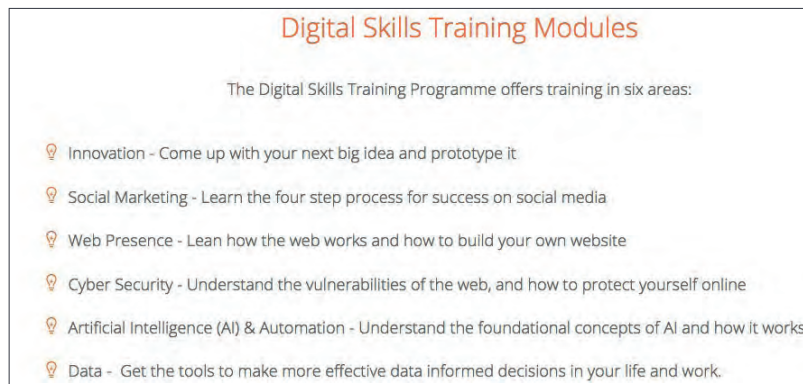 Digital Skills Training Modules
The Digital Skills Training Programme offers training in six areas:
Innovation - Come up with your next big idea and prototype it
Social Marketing - Learn the four step process for success on social media
Web Presence - Lean how the web works and how to build your own website
Cyber Security - Understand the vulnerabilities of the web, and how to protect yourself online
Artificial Intelligence (AI) & Automation - Understand the foundational concepts of AI and how it works
Data - Get the tools to make more effective data informed decisions in your life and work.